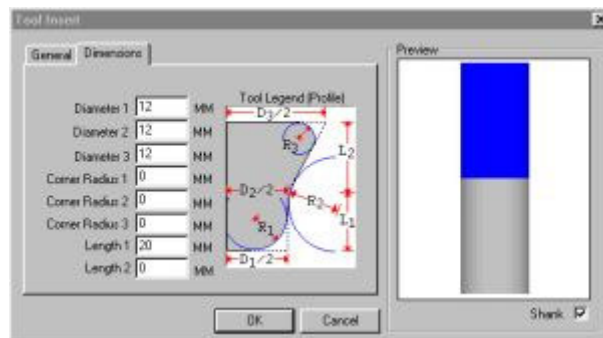 Tool Insert
General Dimensions
Preview
Diameter 1 12 MM
Diameter 2 12 MM
Diameter 3 12 MM
Corner Radius 1 0 MM
Corner Radius 2 0 MM
Corner Radius 3 0 MM
Length 1 20 MM
Length 2 0 MM
Tool Legend (Profile)
D3/2
R3
L2
D2/2
R2
L1
R1
D1/2
Shank
OK Cancel